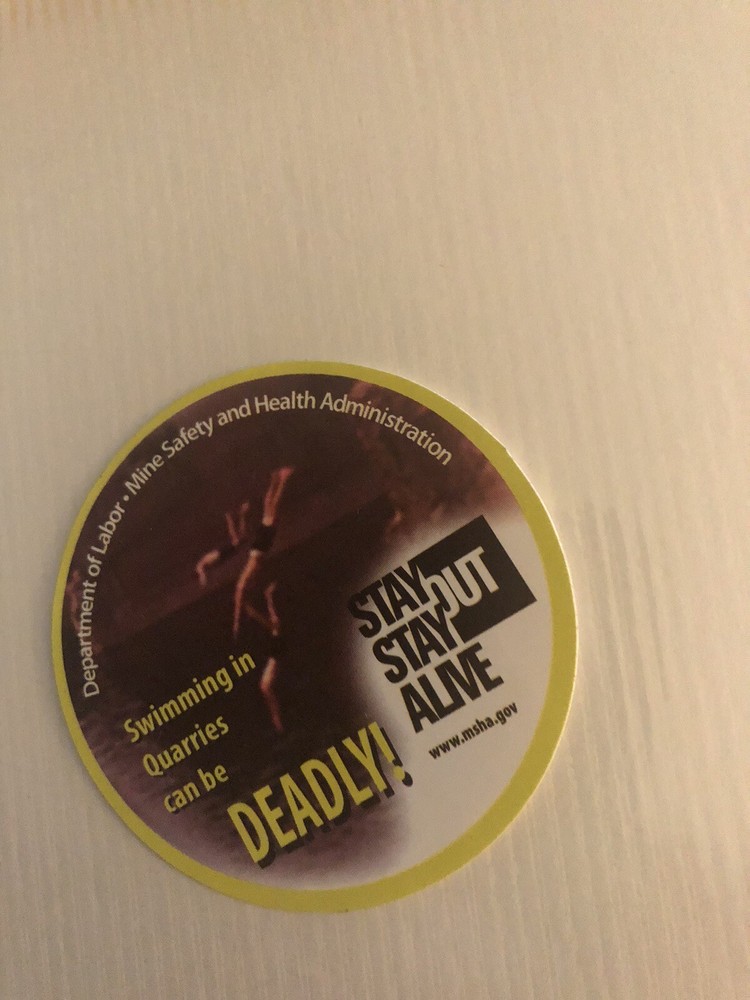 Department of Labor • Mine Safety and Health Administration
STAY OUT
STAY
ALIVE
www.msha.gov
Swimming in
Quarries
can be
DEADLY!